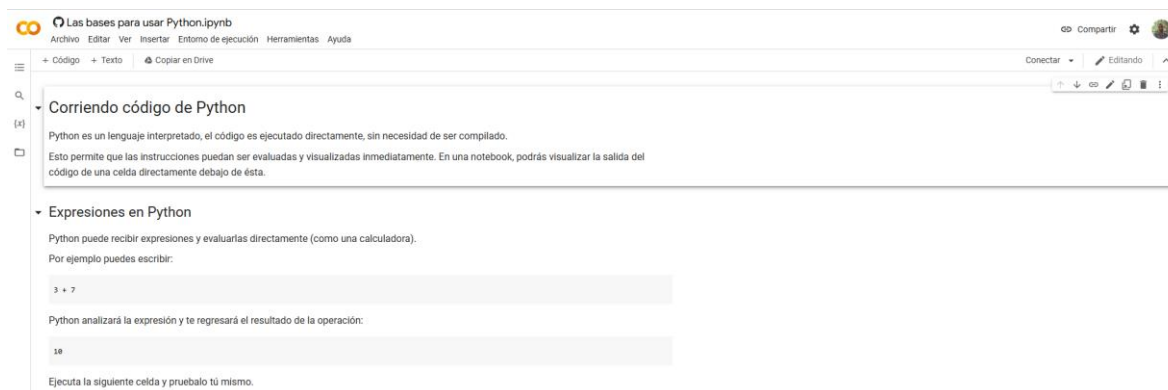 Las bases para usar Python.ipynb
Compartir
Archivo Editar Ver Insertar Entorno de ejecución Herramientas Ayuda
+ Código + Texto Copiar en Drive
Conectar Editando
Corriendo código de Python
{x}
Python es un lenguaje interpretado, el código es ejecutado directamente, sin necesidad de ser compilado.
Esto permite que las instrucciones puedan ser evaluadas y visualizadas inmediatamente. En una notebook, podrás visualizar la salida del
código de una celda directamente debajo de ésta.
Expresiones en Python
Python puede recibir expresiones y evaluarlas directamente (como una calculadora).
Por ejemplo puedes escribir:
3 + 7
Python analizará la expresión y te regresará el resultado de la operación:
10
Ejecuta la siguiente celda y pruebalo tú mismo.